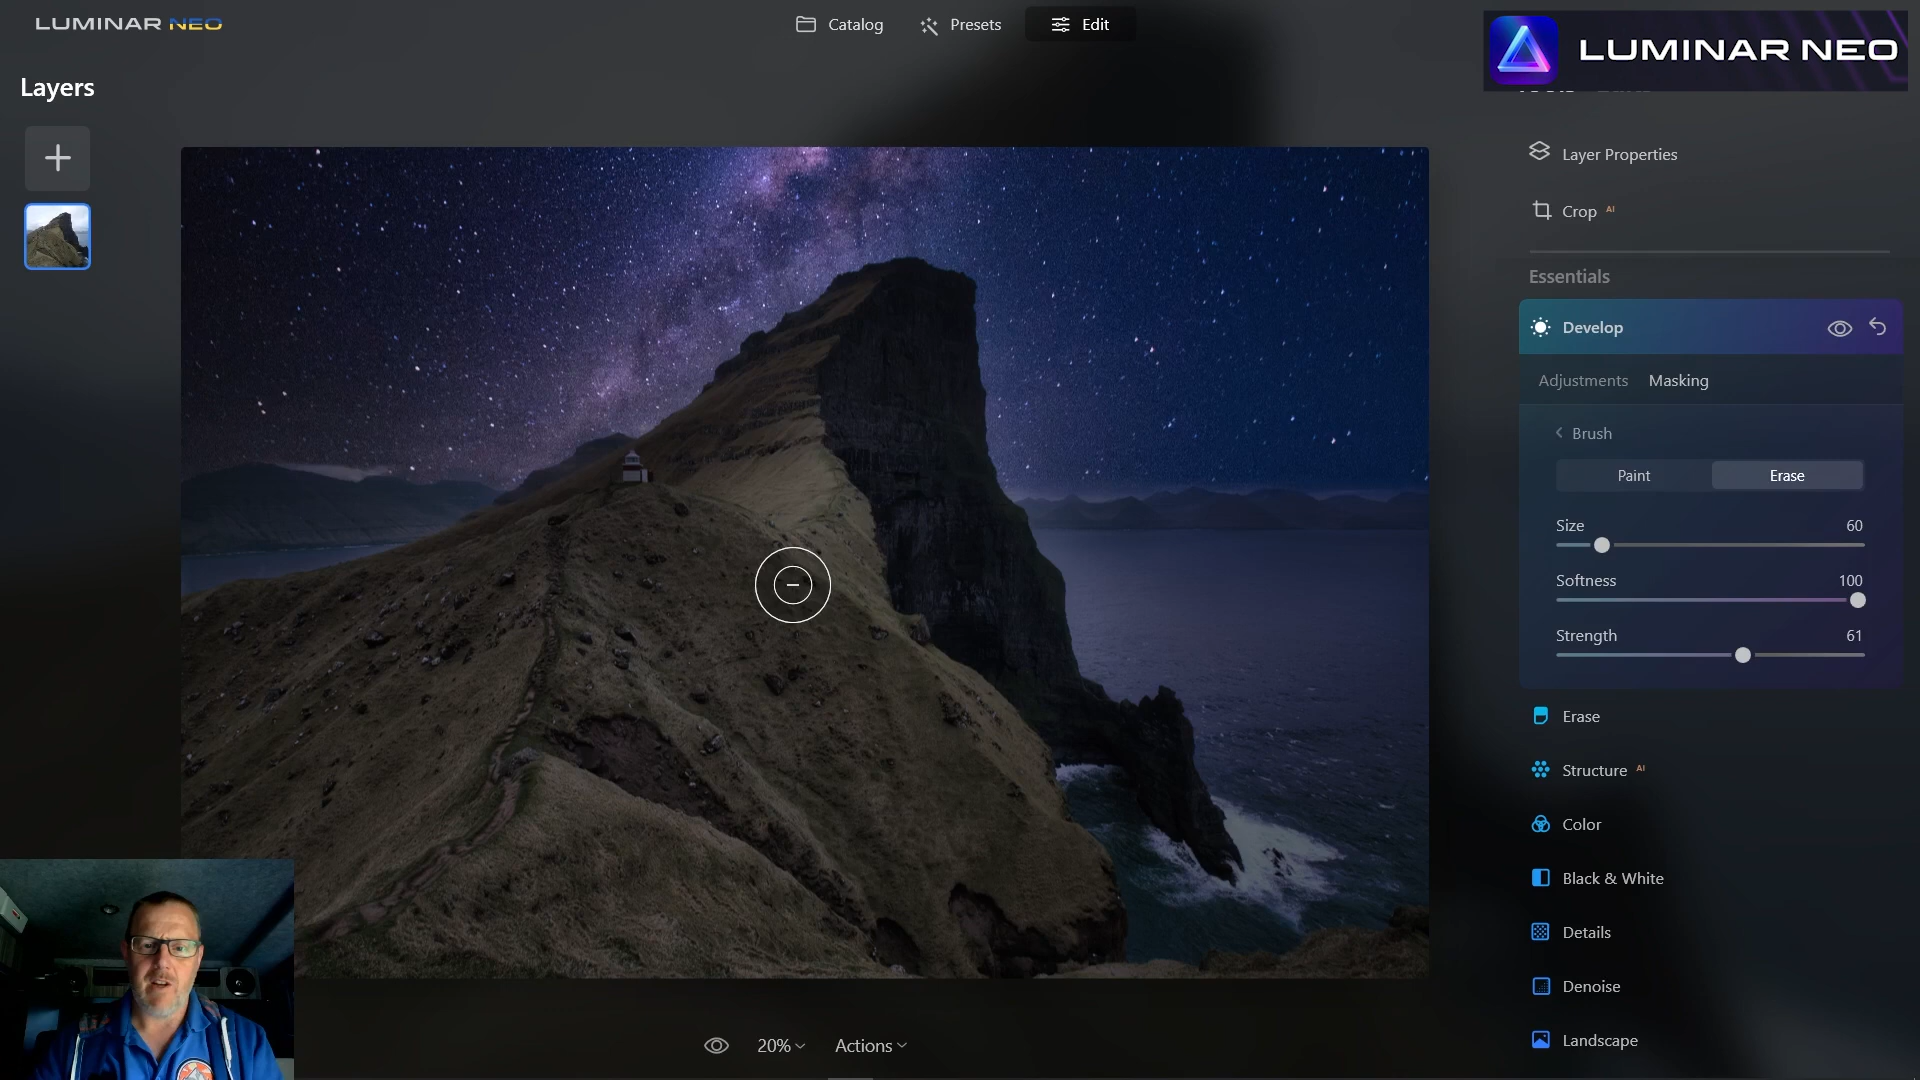 LUMINAR NEO
Catalog
Presets
Edit
LUMINAR NEO
Layers
Layer Properties
Crop AI
Essentials
Develop
Adjustments Masking
Brush
Paint Erase
Size 60
Softness 100
Strength 61
Erase
Structure AI
Color
Black & White
Details
Denoise
Landscape
20%
Actions